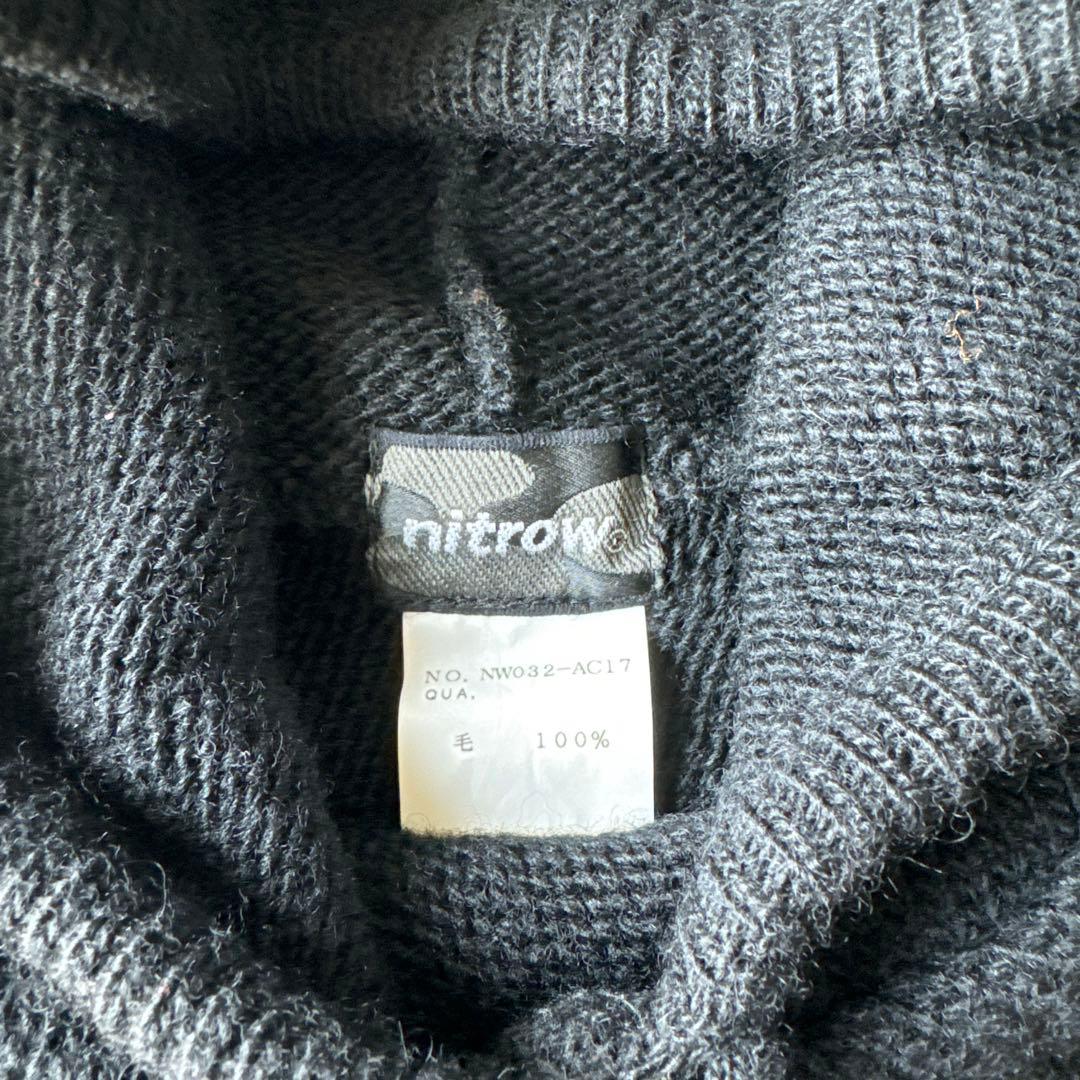 nitrow
NO. NW032-AC17
QUA.
毛 100%